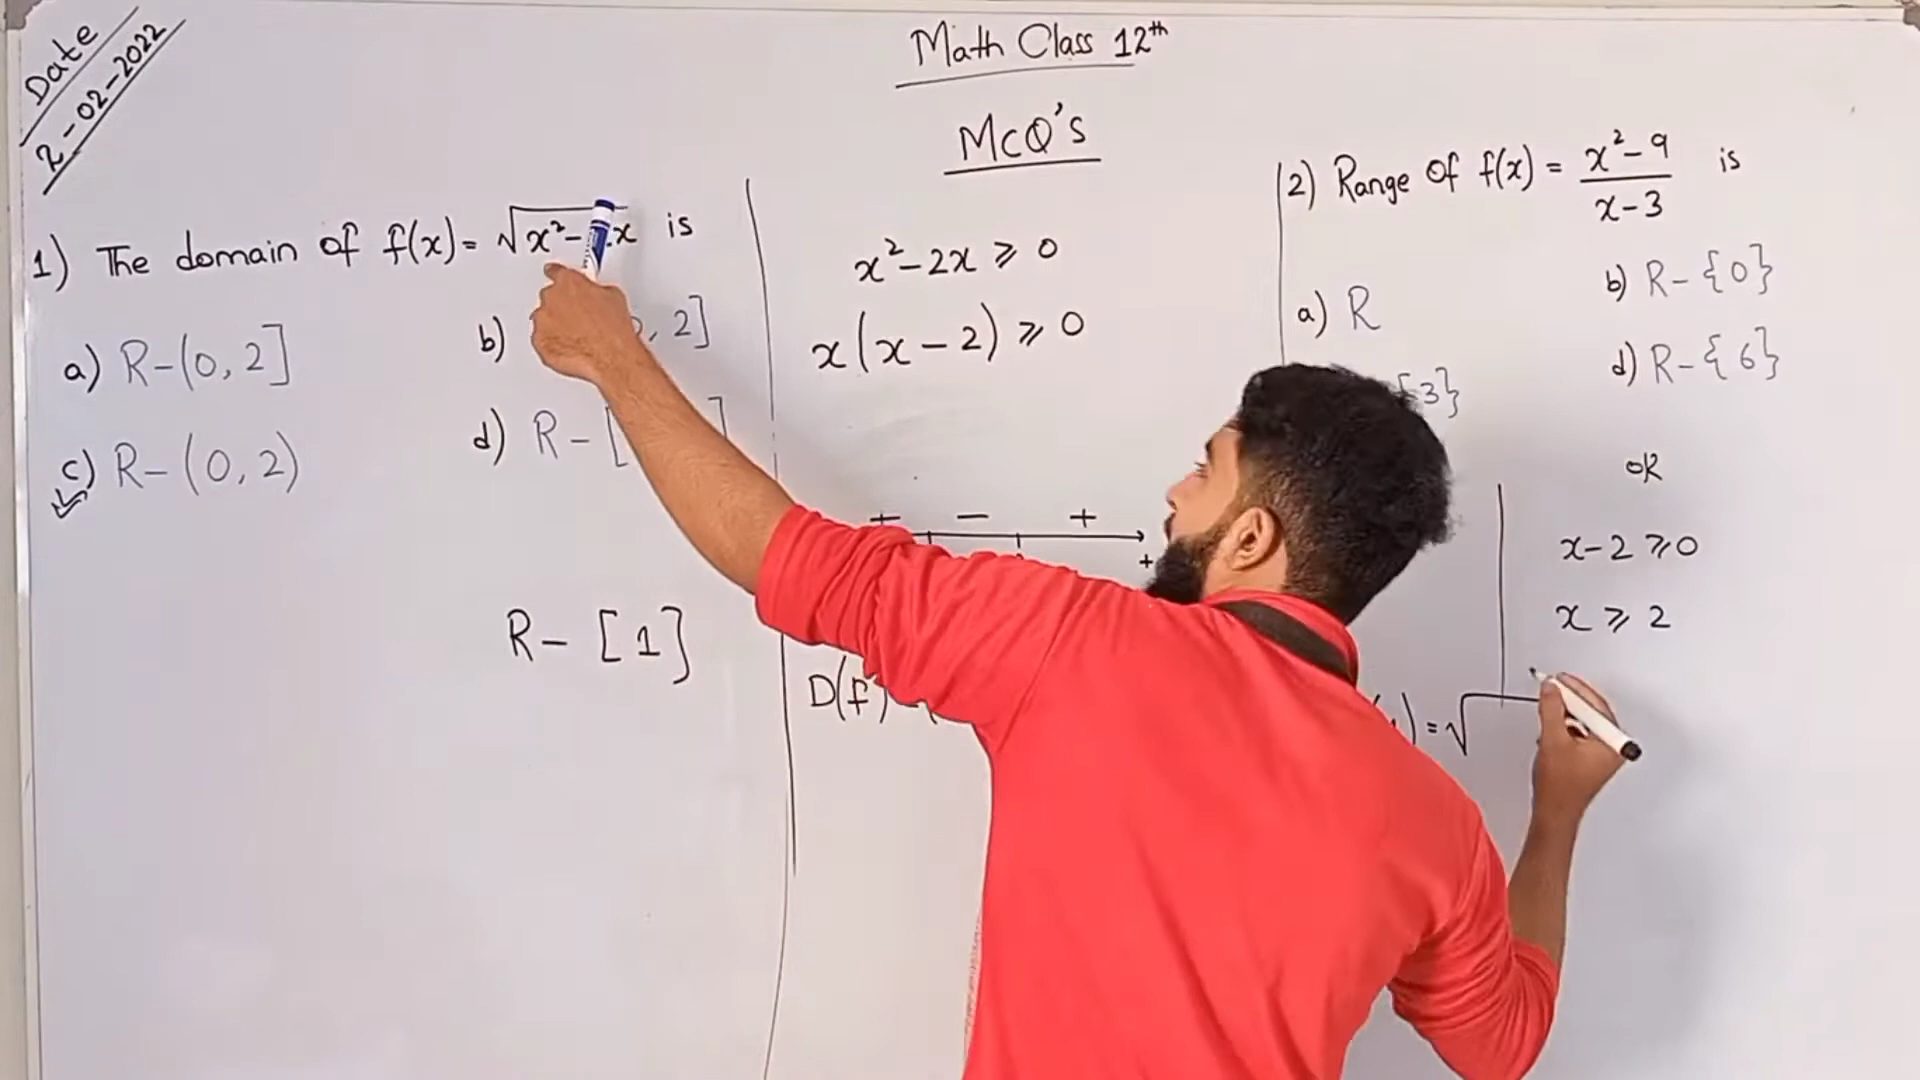 Date
2-02-2022
Math Class 12th
McQ's
1) The domain of f(x) = √x²- x is
a) R-(0, 2]
b) , 2]
c) R-(0, 2)
d) R-[ ]
R- [1]
x²-2x ⩾ 0
x(x-2) ⩾ 0
+ - +
+
D(f)
2) Range of f(x) = x²-9 / x-3 is
a) R
b) R-{0}
3}
d) R-{6}
OR
x-2 ⩾ 0
x ⩾ 2
) = √